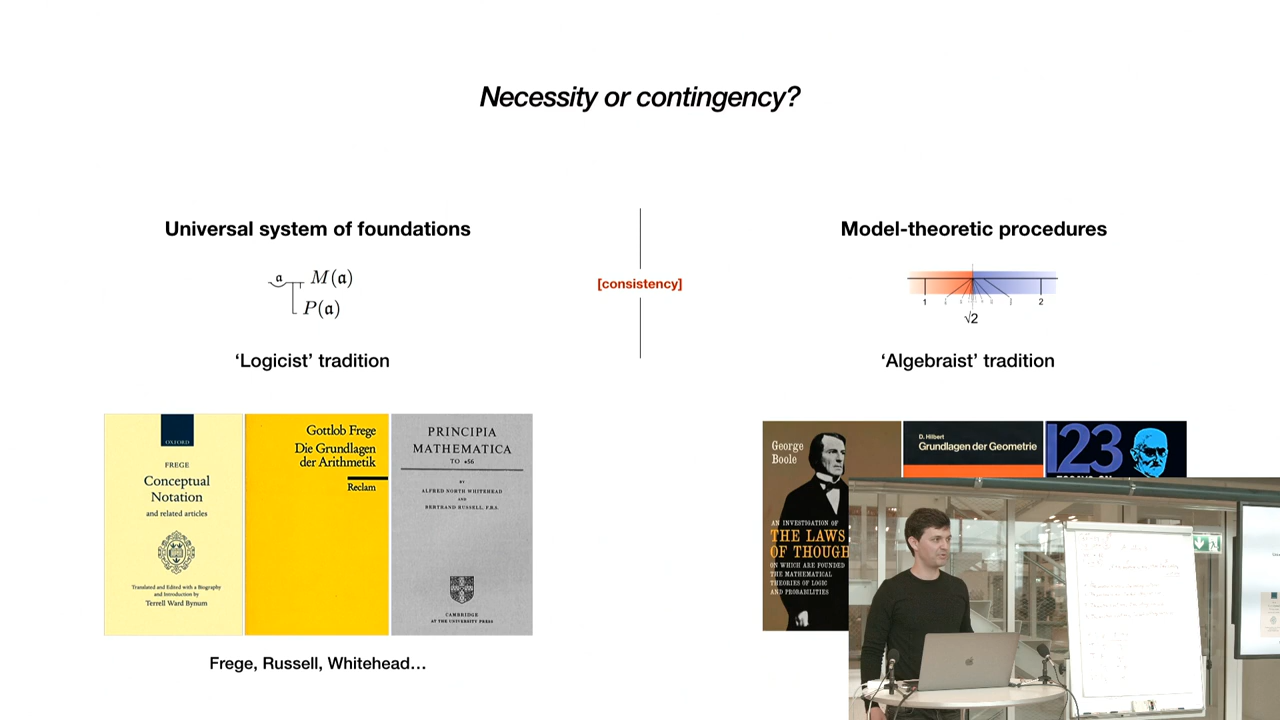 Necessity or contingency?
Universal system of foundations
a M(a)
P(a)
‘Logicist’ tradition
[consistency]
Model-theoretic procedures
1 2
√2
‘Algebraist’ tradition
OXFORD
FREGE
Conceptual
Notation
and related articles
Translated and Edited with a Biography
and Introduction by
Terrell Ward Bynum
Gottlob Frege
Die Grundlagen
der Arithmetik
Reclam
PRINCIPIA
MATHEMATICA
TO *56
BY
ALFRED NORTH WHITEHEAD
AND
BERTRAND RUSSELL, F.R.S.
CAMBRIDGE
AT THE UNIVERSITY PRESS
Frege, Russell, Whitehead…
George
Boole
AN INVESTIGATION OF
THE LAWS
OF THOUGH
ON WHICH ARE FOUNDED
THE MATHEMATICAL
THEORIES OF LOGIC
AND PROBABILITIES
D. Hilbert
Grundlagen der Geometrie
123